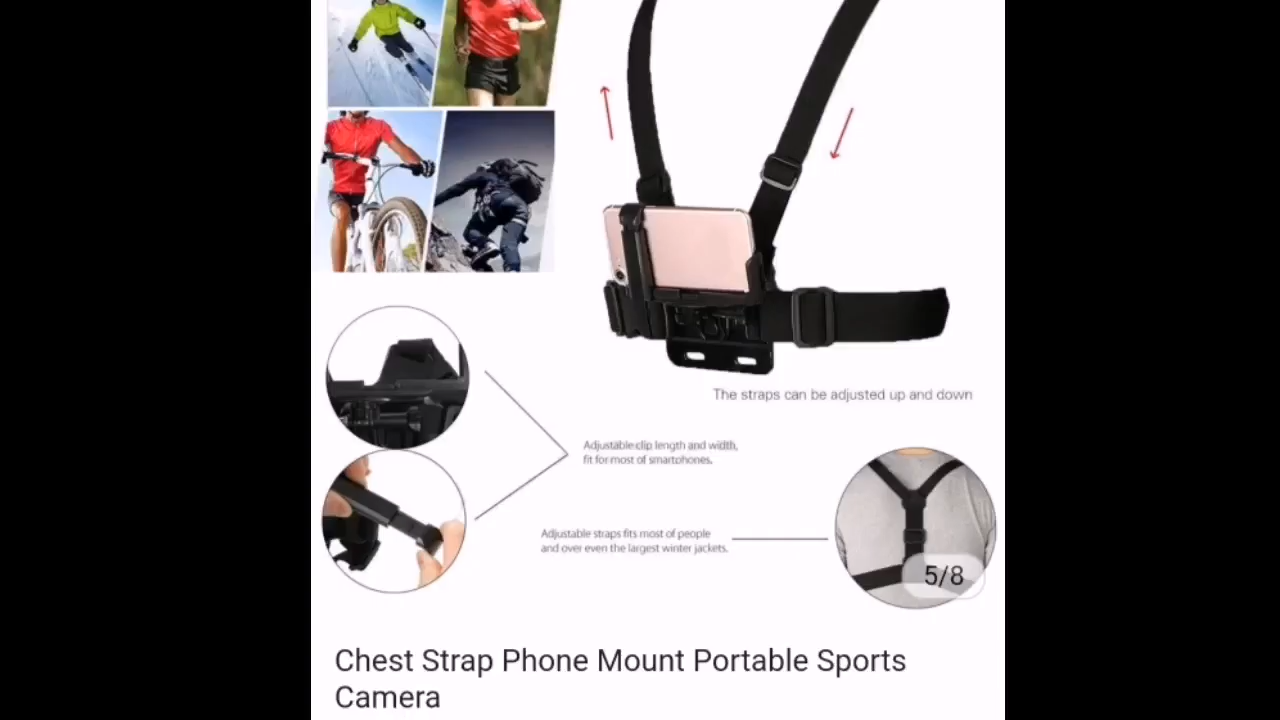 The straps can be adjusted up and down
Adjustable clip length and width,
fit for most of smartphones.
Adjustable straps fits most of people
and over even the largest winter jackets.
5/8
Chest Strap Phone Mount Portable Sports
Camera